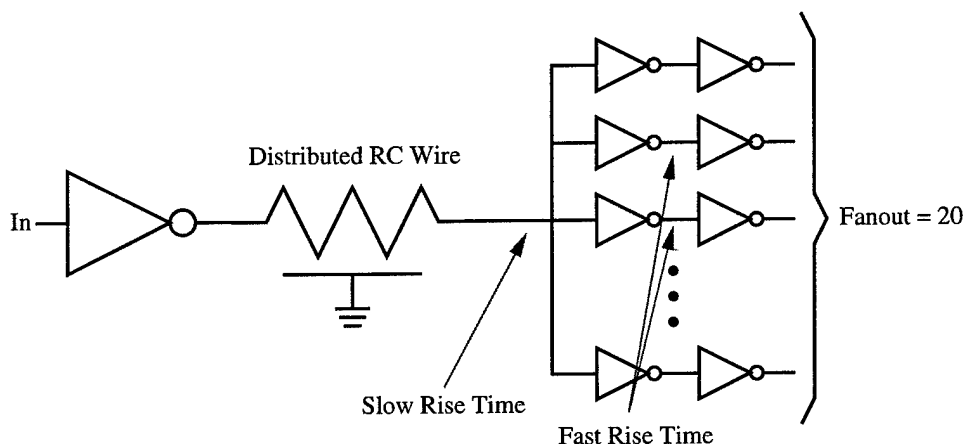 Distributed RC Wire
In
Fanout = 20
Slow Rise Time
Fast Rise Time